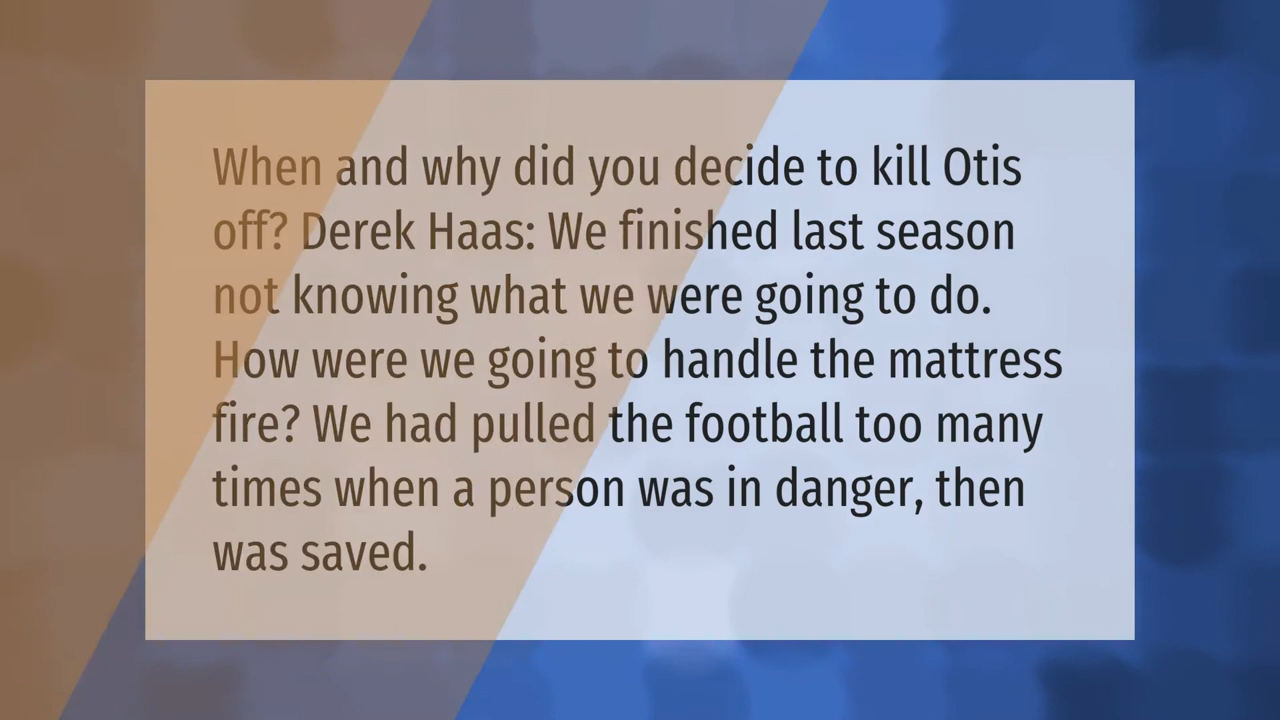 When and why did you decide to kill Otis
off? Derek Haas: We finished last season
not knowing what we were going to do.
How were we going to handle the mattress
fire? We had pulled the football too many
times when a person was in danger, then
was saved.